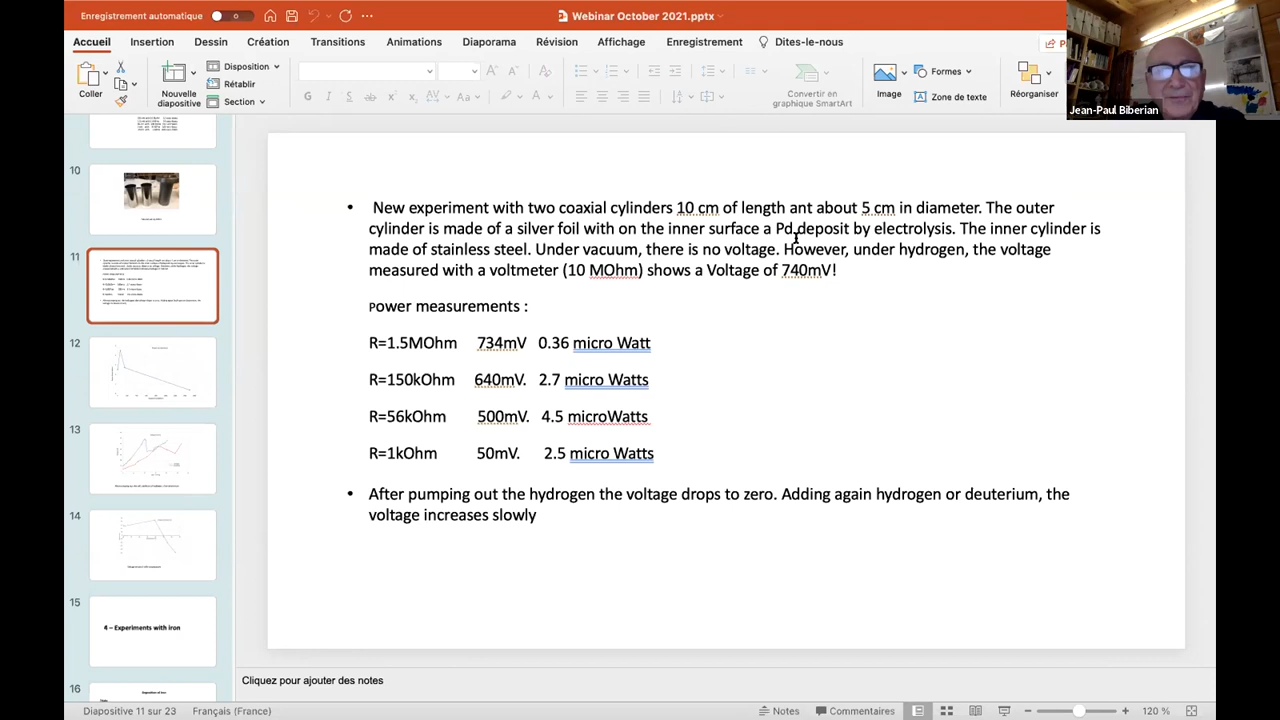 Enregistrement automatique
Webinar October 2021.pptx
Accueil Insertion Dessin Création Transitions Animations Diaporama Révision Affichage Enregistrement Dites-le-nous
Coller
Nouvelle diapositive
Disposition
Rétablir
Section
G I S ab x² x₂ AV Aa A
Convertir en graphique SmartArt
Image
Formes
Zone de texte
Réorganiser
Jean-Paul Biberian
10
11
12
13
14
15
4 – Experiments with iron
16
• New experiment with two coaxial cylinders 10 cm of length ant about 5 cm in diameter. The outer
cylinder is made of a silver foil with on the inner surface a Pd deposit by electrolysis. The inner cylinder is
made of stainless steel. Under vacuum, there is no voltage. However, under hydrogen, the voltage
measured with a voltmeter (10 MOhm) shows a Voltage of 740mV!
Power measurements :
R=1.5MOhm 734mV 0.36 micro Watt
R=150kOhm 640mV. 2.7 micro Watts
R=56kOhm 500mV. 4.5 microWatts
R=1kOhm 50mV. 2.5 micro Watts
• After pumping out the hydrogen the voltage drops to zero. Adding again hydrogen or deuterium, the
voltage increases slowly
Cliquez pour ajouter des notes
Diapositive 11 sur 23 Français (France) Notes Commentaires 120 %